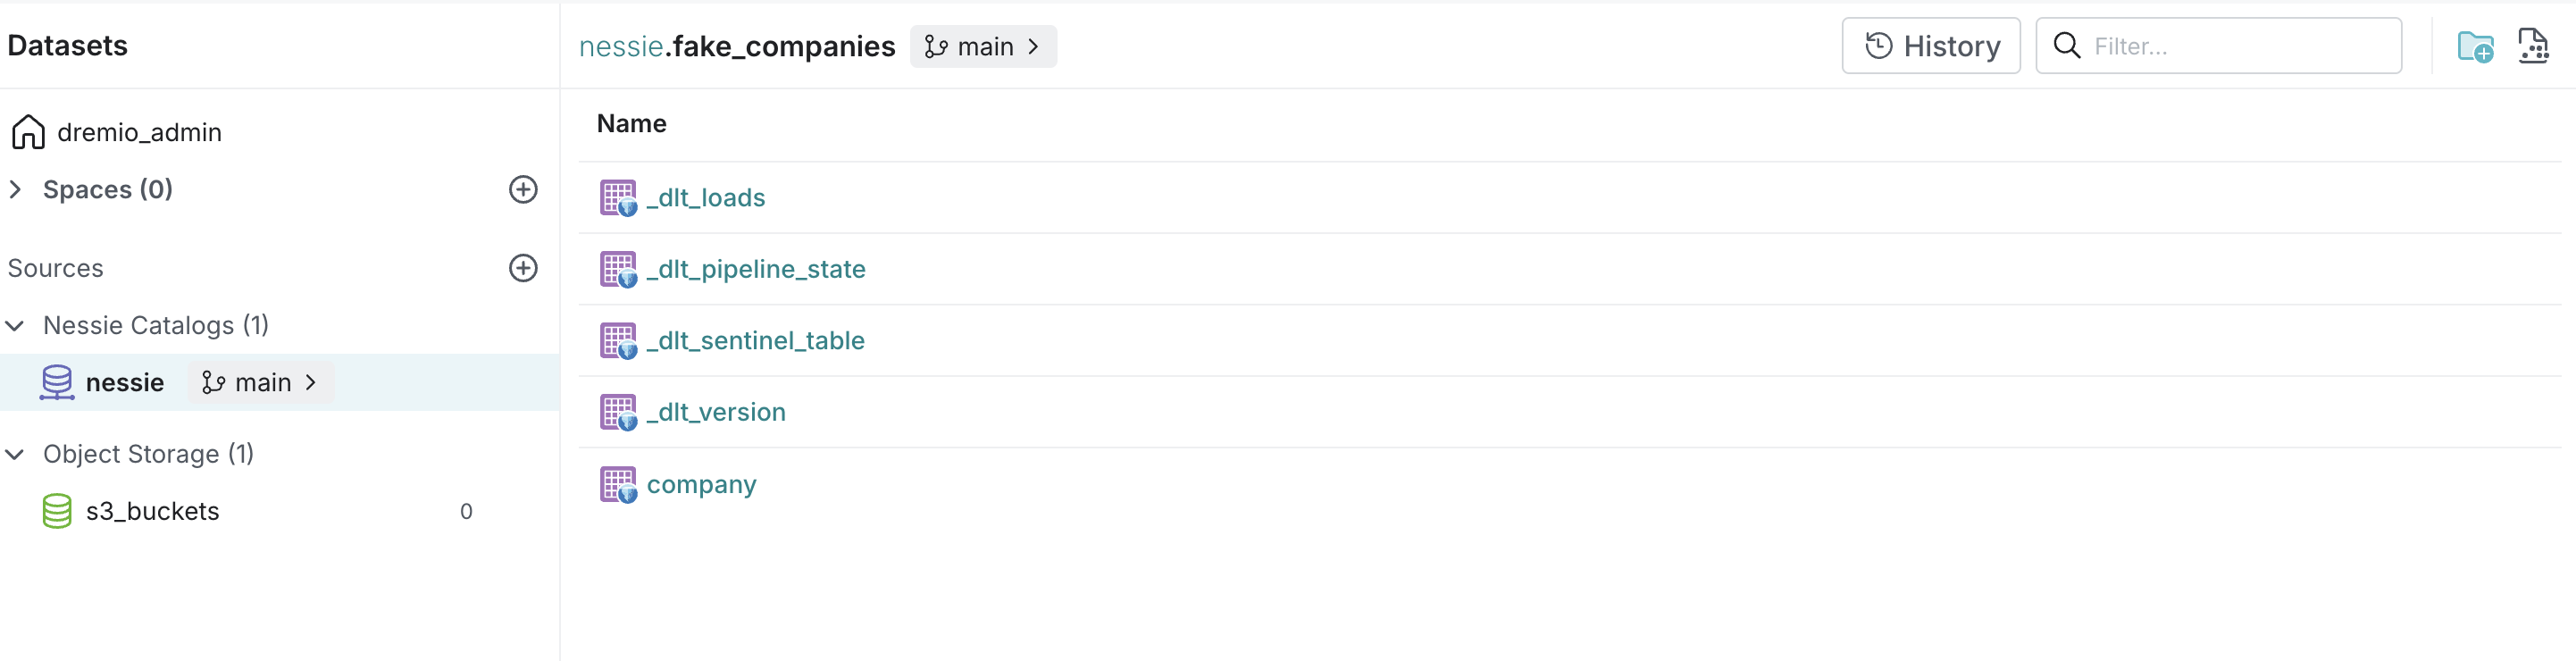 Datasets
dremio_admin
Spaces (0)
Sources
Nessie Catalogs (1)
nessie main
Object Storage (1)
s3_buckets 0
nessie.fake_companies main
History
Filter...
Name
_dlt_loads
_dlt_pipeline_state
_dlt_sentinel_table
_dlt_version
company